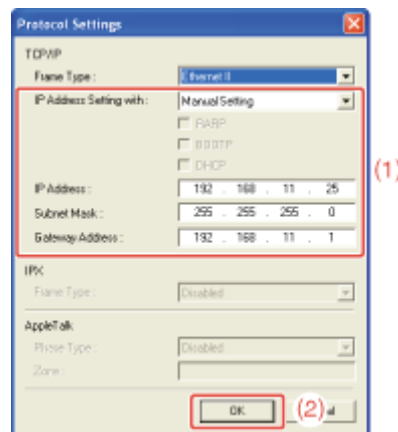 Protocol Settings
TCP/IP
Frame Type :
Ethernet II
IP Address Setting with :
Manual Setting
RARP
BOOTP
DHCP
(1)
IP Address :
192 . 168 . 11 . 25
Subnet Mask :
255 . 255 . 255 . 0
Gateway Address :
192 . 168 . 11 . 1
IPX
Frame Type :
Disabled
AppleTalk
Phase Type :
Disabled
Zone :
OK
(2)